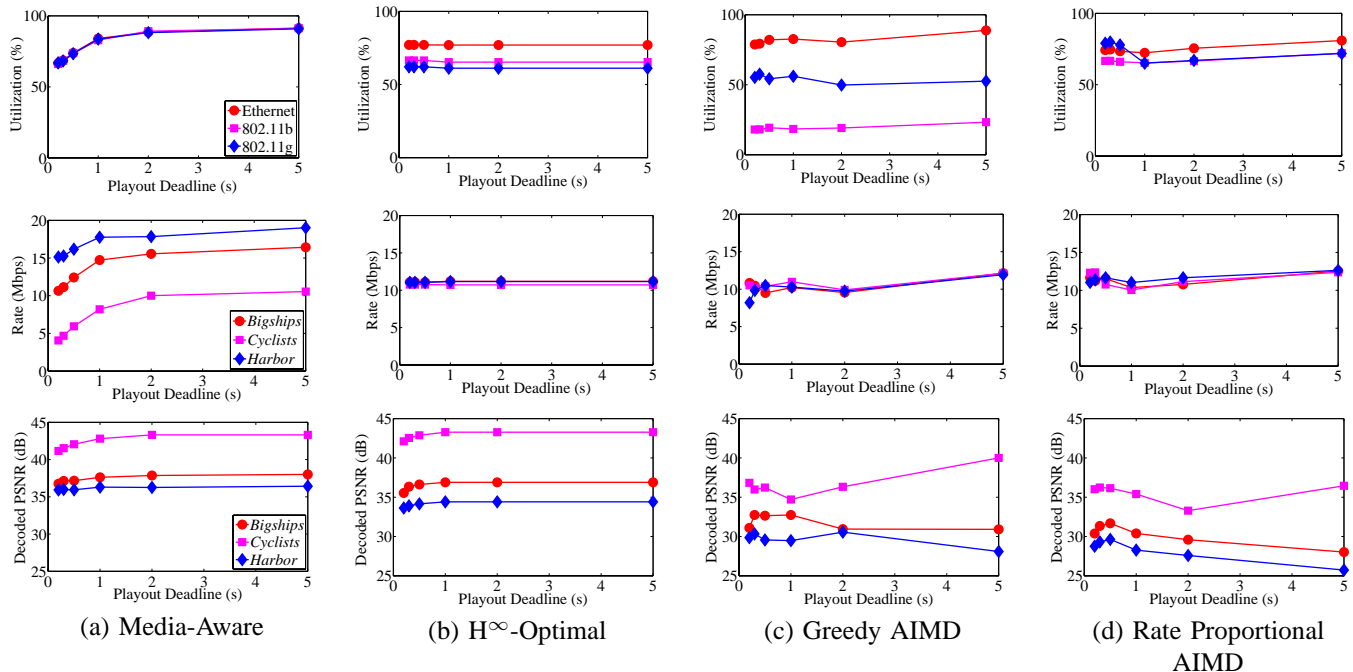 100
50
0
Utilization (%)
0 1 2 3 4 5
Playout Deadline (s)
Ethernet
802.11b
802.11g
100
50
0
Utilization (%)
0 1 2 3 4 5
Playout Deadline (s)
100
50
0
Utilization (%)
0 1 2 3 4 5
Playout Deadline (s)
100
50
0
Utilization (%)
0 1 2 3 4 5
Playout Deadline (s)
20
15
10
5
0
Rate (Mbps)
0 1 2 3 4 5
Playout Deadline (s)
Bigships
Cyclists
Harbor
20
15
10
5
0
Rate (Mbps)
0 1 2 3 4 5
Playout Deadline (s)
20
15
10
5
0
Rate (Mbps)
0 1 2 3 4 5
Playout Deadline (s)
20
15
10
5
0
Rate (Mbps)
0 1 2 3 4 5
Playout Deadline (s)
45
40
35
30
25
Decoded PSNR (dB)
0 1 2 3 4 5
Playout Deadline (s)
Bigships
Cyclists
Harbor
45
40
35
30
25
Decoded PSNR (dB)
0 1 2 3 4 5
Playout Deadline (s)
45
40
35
30
25
Decoded PSNR (dB)
0 1 2 3 4 5
Playout Deadline (s)
45
40
35
30
25
Decoded PSNR (dB)
0 1 2 3 4 5
Playout Deadline (s)
(a) Media-Aware
(b) H∞-Optimal
(c) Greedy AIMD
(d) Rate Proportional
AIMD